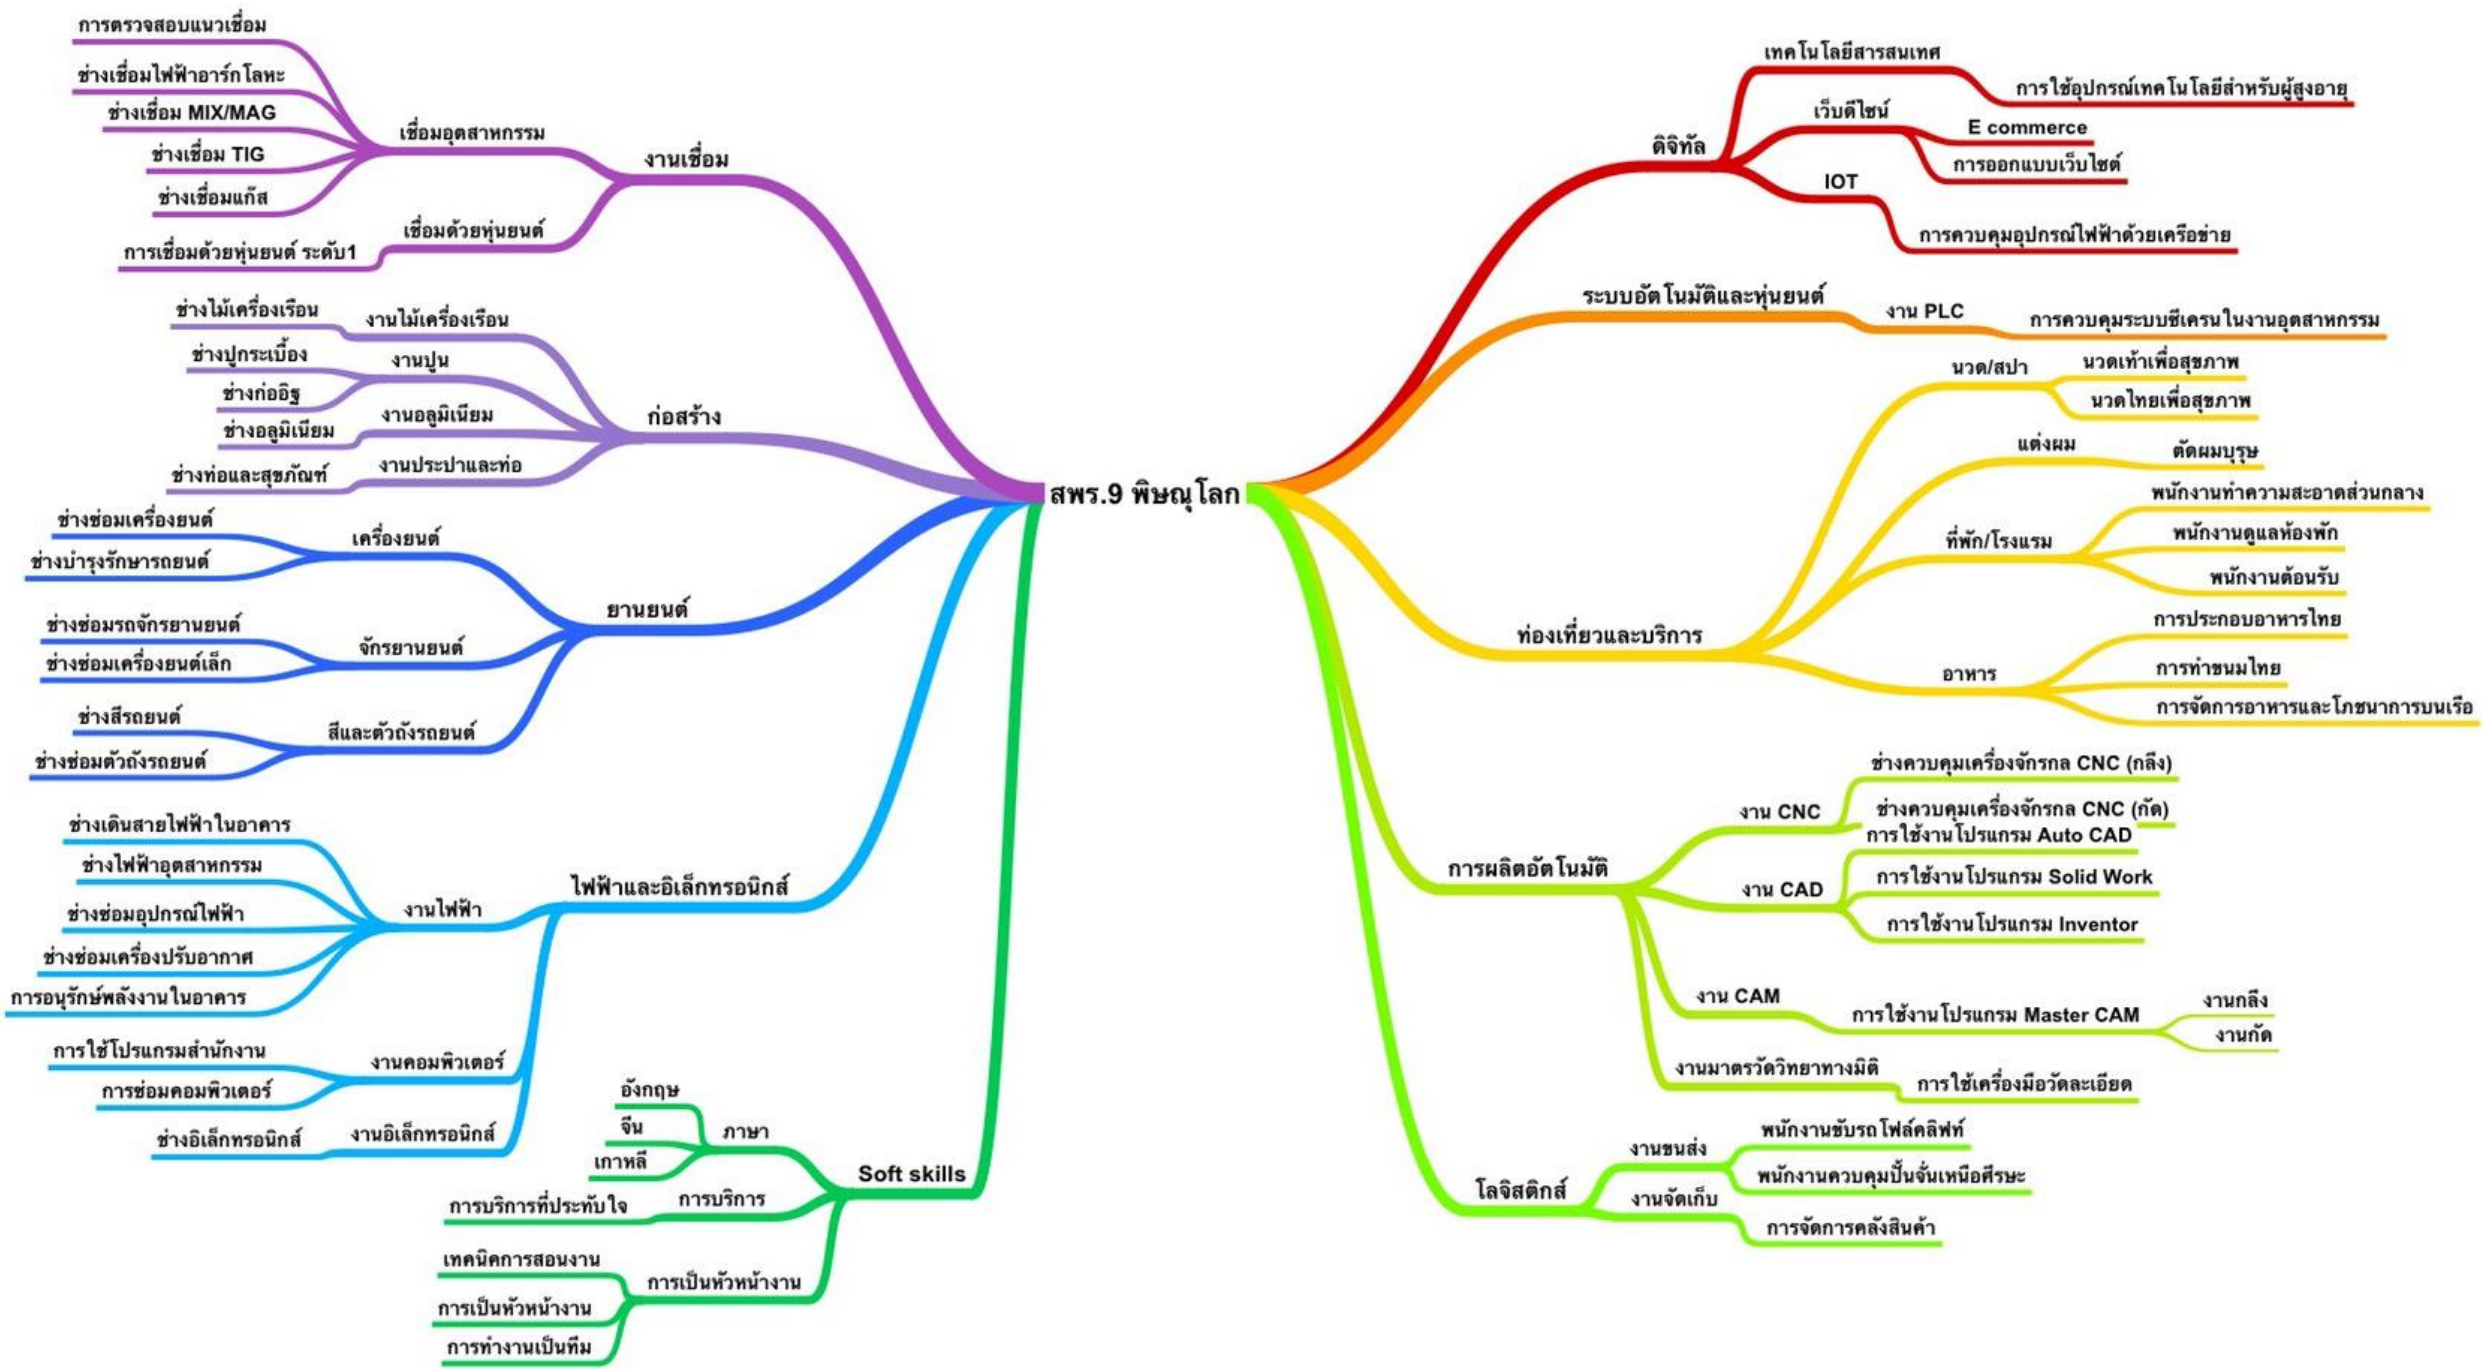 สพร.9 พิษณุโลก
งานเชื่อม
เชื่อมอุตสาหกรรม
การตรวจสอบแนวเชื่อม
ช่างเชื่อมไฟฟ้าอาร์กโลหะ
ช่างเชื่อม MIX/MAG
ช่างเชื่อม TIG
ช่างเชื่อมแก๊ส
เชื่อมด้วยหุ่นยนต์
การเชื่อมด้วยหุ่นยนต์ ระดับ1
ก่อสร้าง
งานไม้เครื่องเรือน
ช่างไม้เครื่องเรือน
งานปูน
ช่างปูกระเบื้อง
ช่างก่ออิฐ
งานอลูมิเนียม
ช่างอลูมิเนียม
งานประปาและท่อ
ช่างท่อและสุขภัณฑ์
ยานยนต์
เครื่องยนต์
ช่างซ่อมเครื่องยนต์
ช่างบำรุงรักษารถยนต์
จักรยานยนต์
ช่างซ่อมรถจักรยานยนต์
ช่างซ่อมเครื่องยนต์เล็ก
สีและตัวถังรถยนต์
ช่างสีรถยนต์
ช่างซ่อมตัวถังรถยนต์
ไฟฟ้าและอิเล็กทรอนิกส์
งานไฟฟ้า
ช่างเดินสายไฟฟ้าในอาคาร
ช่างไฟฟ้าอุตสาหกรรม
ช่างซ่อมอุปกรณ์ไฟฟ้า
ช่างซ่อมเครื่องปรับอากาศ
การอนุรักษ์พลังงานในอาคาร
งานคอมพิวเตอร์
การใช้โปรแกรมสำนักงาน
การซ่อมคอมพิวเตอร์
งานอิเล็กทรอนิกส์
ช่างอิเล็กทรอนิกส์
Soft skills
ภาษา
อังกฤษ
จีน
เกาหลี
การบริการ
การบริการที่ประทับใจ
การเป็นหัวหน้างาน
เทคนิคการสอนงาน
การเป็นหัวหน้างาน
การทำงานเป็นทีม
ดิจิทัล
เทคโนโลยีสารสนเทศ
การใช้อุปกรณ์เทคโนโลยีสำหรับผู้สูงอายุ
เว็บดีไซน์
E commerce
การออกแบบเว็บไซต์
IOT
การควบคุมอุปกรณ์ไฟฟ้าด้วยเครือข่าย
ระบบอัตโนมัติและหุ่นยนต์
งาน PLC
การควบคุมระบบซีเครนในงานอุตสาหกรรม
ท่องเที่ยวและบริการ
นวด/สปา
นวดเท้าเพื่อสุขภาพ
นวดไทยเพื่อสุขภาพ
แต่งผม
ตัดผมบุรุษ
ที่พัก/โรงแรม
พนักงานทำความสะอาดส่วนกลาง
พนักงานดูแลห้องพัก
พนักงานต้อนรับ
อาหาร
การประกอบอาหารไทย
การทำขนมไทย
การจัดการอาหารและโภชนาการบนเรือ
การผลิตอัตโนมัติ
งาน CNC
ช่างควบคุมเครื่องจักรกล CNC (กลึง)
ช่างควบคุมเครื่องจักรกล CNC (กัด)
งาน CAD
การใช้งานโปรแกรม Auto CAD
การใช้งานโปรแกรม Solid Work
การใช้งานโปรแกรม Inventor
งาน CAM
การใช้งานโปรแกรม Master CAM
งานกลึง
งานกัด
งานมาตรวัดวิทยาทางมิติ
การใช้เครื่องมือวัดละเอียด
โลจิสติกส์
งานขนส่ง
พนักงานขับรถโฟล์คลิฟท์
พนักงานควบคุมปั้นจั่นเหนือศีรษะ
งานจัดเก็บ
การจัดการคลังสินค้า